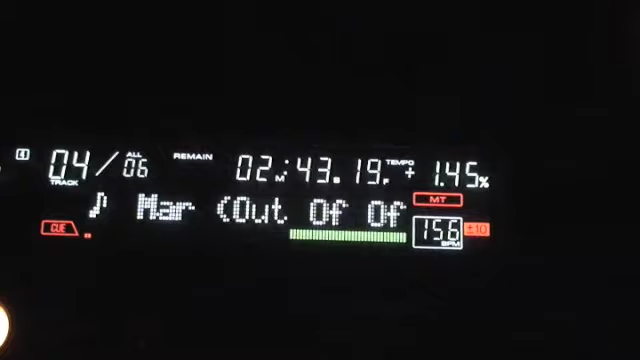 4 04/06 ALL REMAIN 02:43.19 TEMPO +1.45%
TRACK M F
♪ Mar (Out Of Of MT
CUE 156 ±10
BPM